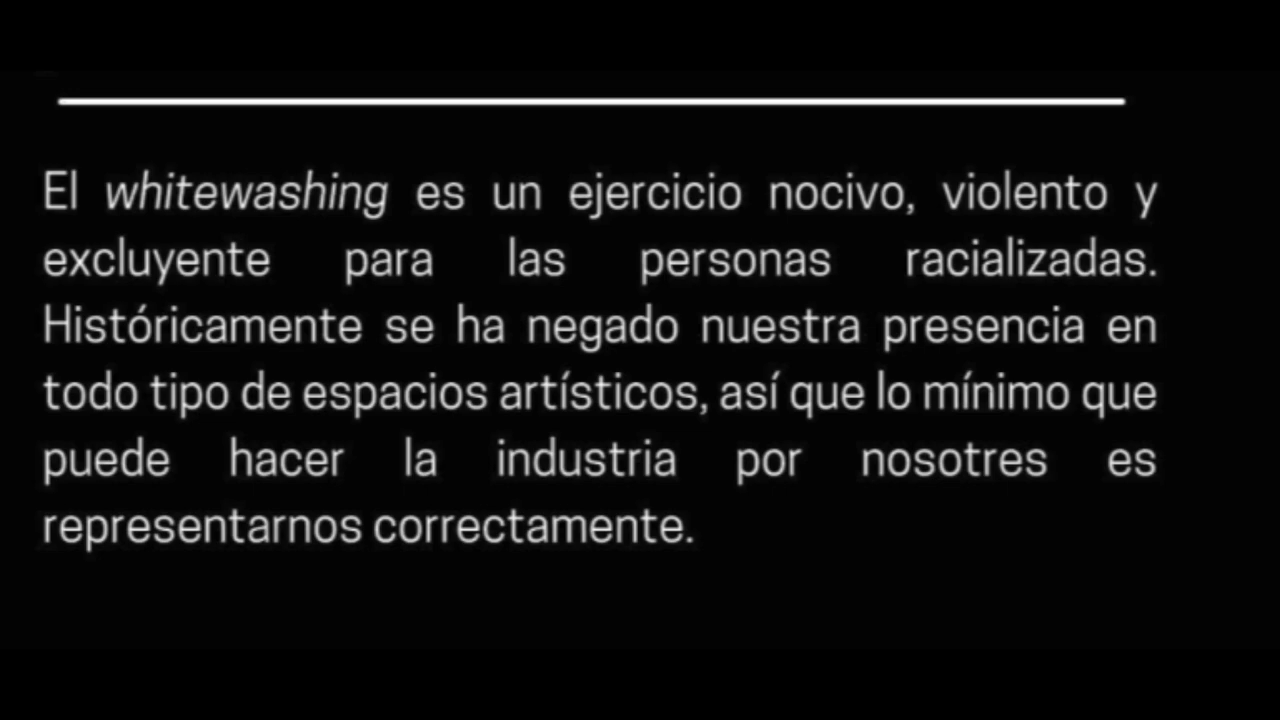 El whitewashing es un ejercicio nocivo, violento y
excluyente para las personas racializadas.
Históricamente se ha negado nuestra presencia en
todo tipo de espacios artísticos, así que lo mínimo que
puede hacer la industria por nosotres es
representarnos correctamente.